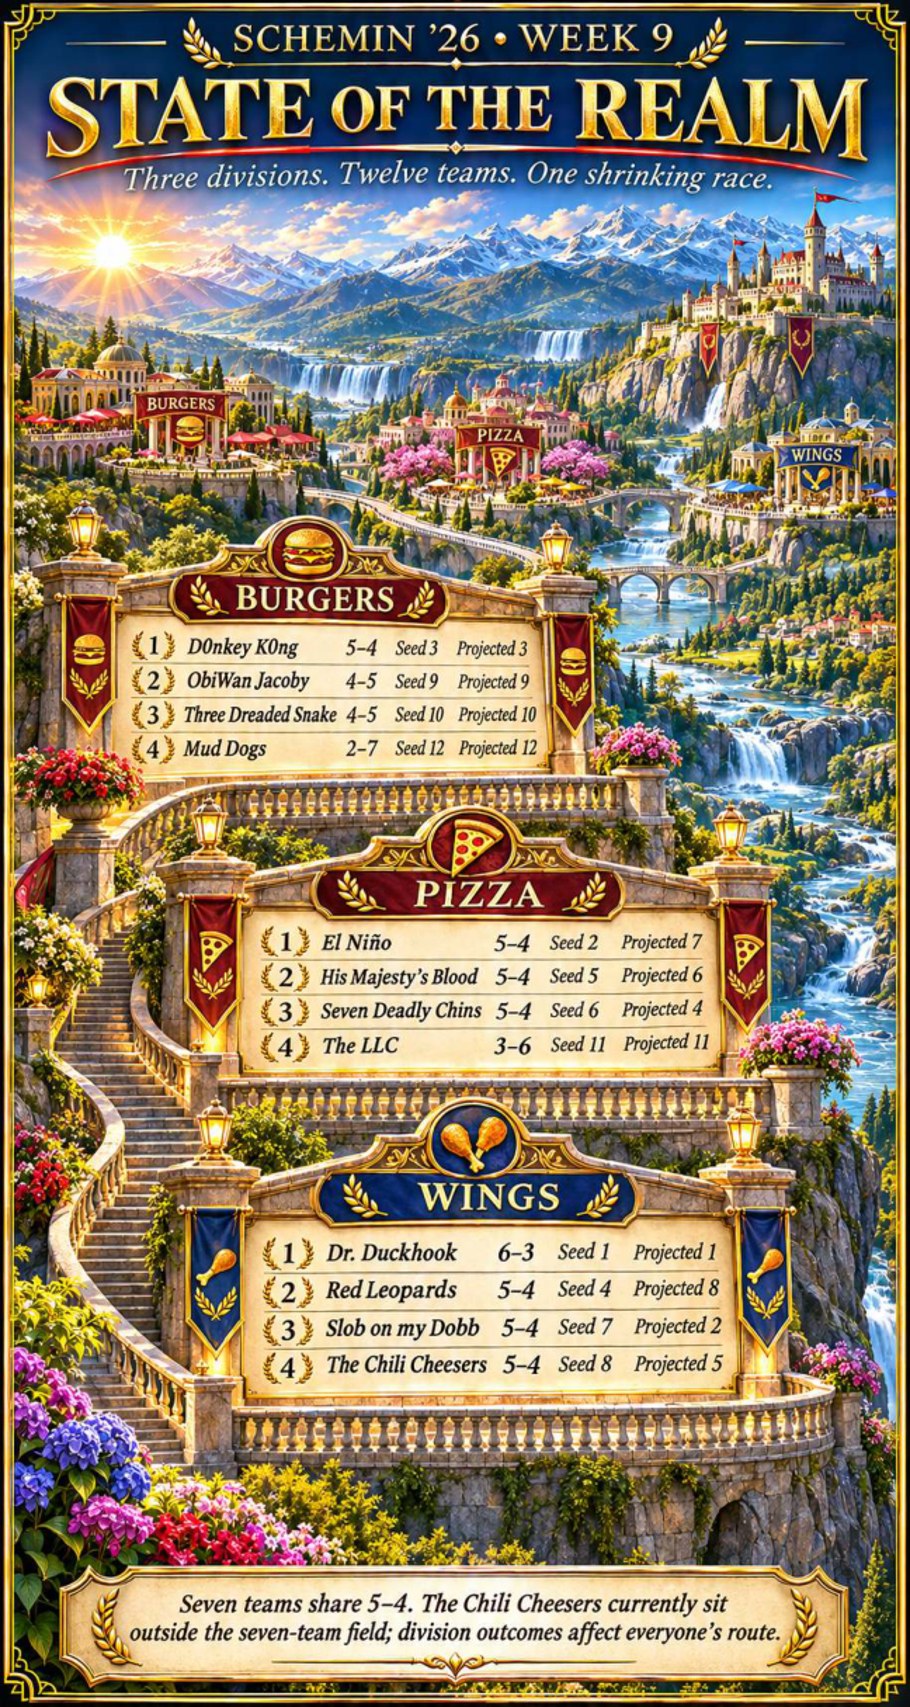 SCHEMIN '26 • WEEK 9
STATE OF THE REALM
Three divisions. Twelve teams. One shrinking race.
BURGERS
PIZZA
WINGS
BURGERS
1 D0nkey K0ng 5–4 Seed 3 Projected 3
2 ObiWan Jacoby 4–5 Seed 9 Projected 9
3 Three Dreaded Snake 4–5 Seed 10 Projected 10
4 Mud Dogs 2–7 Seed 12 Projected 12
PIZZA
1 El Niño 5–4 Seed 2 Projected 7
2 His Majesty's Blood 5–4 Seed 5 Projected 6
3 Seven Deadly Chins 5–4 Seed 6 Projected 4
4 The LLC 3–6 Seed 11 Projected 11
WINGS
1 Dr. Duckhook 6–3 Seed 1 Projected 1
2 Red Leopards 5–4 Seed 4 Projected 8
3 Slob on my Dobb 5–4 Seed 7 Projected 2
4 The Chili Cheesers 5–4 Seed 8 Projected 5
Seven teams share 5–4. The Chili Cheesers currently sit
outside the seven-team field; division outcomes affect everyone's route.